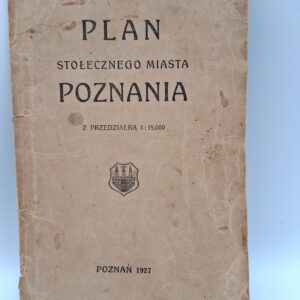 PLAN
STOŁECZNEGO MIASTA
POZNANIA
Z PRZEDZIAŁKĄ 1 : 15.000
POZNAŃ 1927